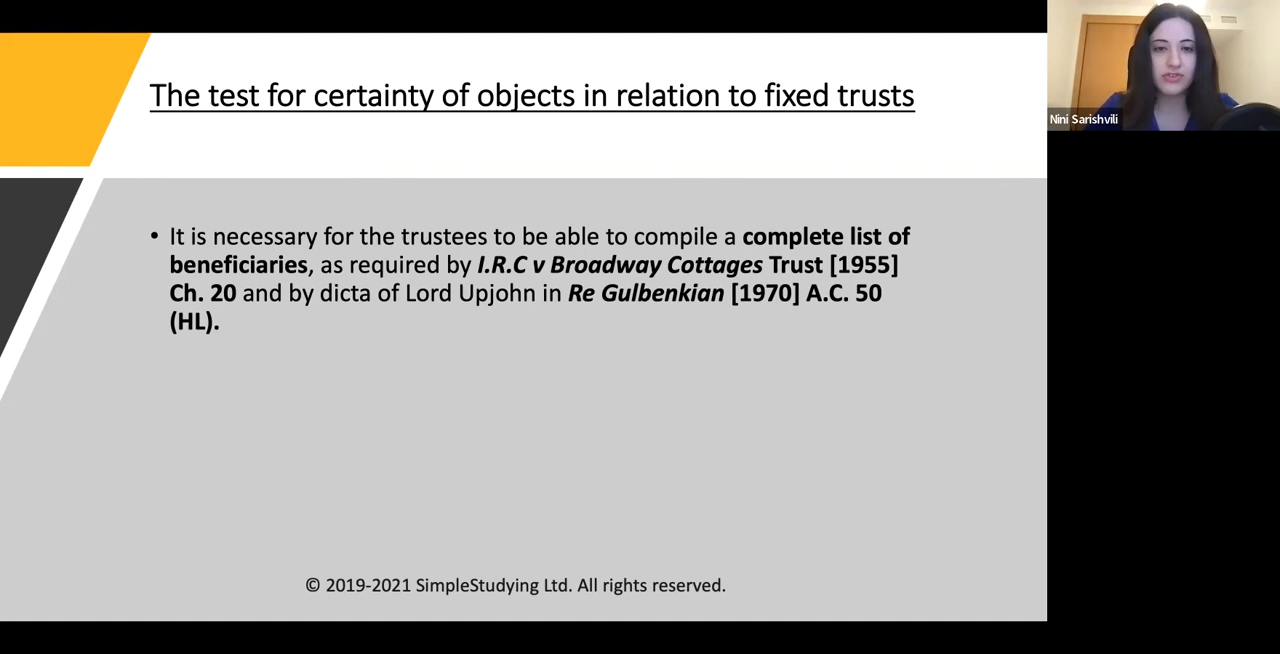 The test for certainty of objects in relation to fixed trusts
Nini Sarishvili
• It is necessary for the trustees to be able to compile a complete list of
beneficiaries, as required by I.R.C v Broadway Cottages Trust [1955]
Ch. 20 and by dicta of Lord Upjohn in Re Gulbenkian [1970] A.C. 50
(HL).
© 2019-2021 SimpleStudying Ltd. All rights reserved.